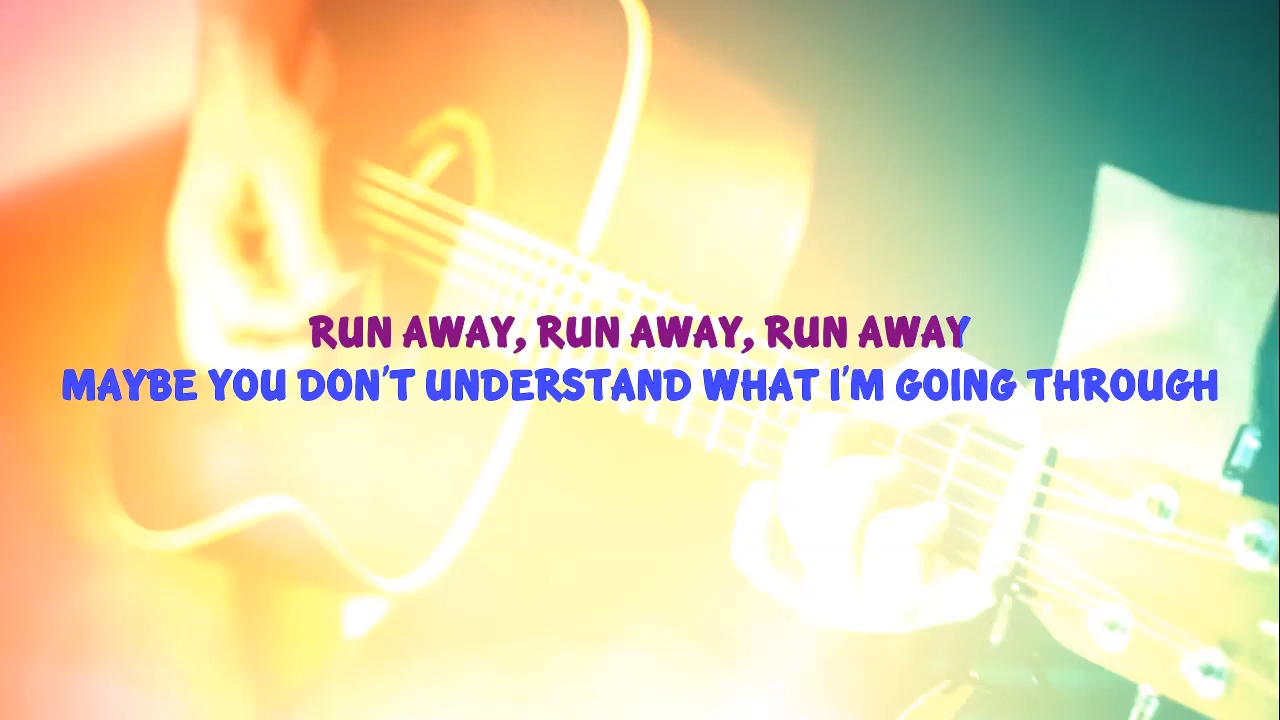 RUN AWAY, RUN AWAY, RUN AWAY
MAYBE YOU DON'T UNDERSTAND WHAT I'M GOING THROUGH